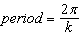 period = 2π / k